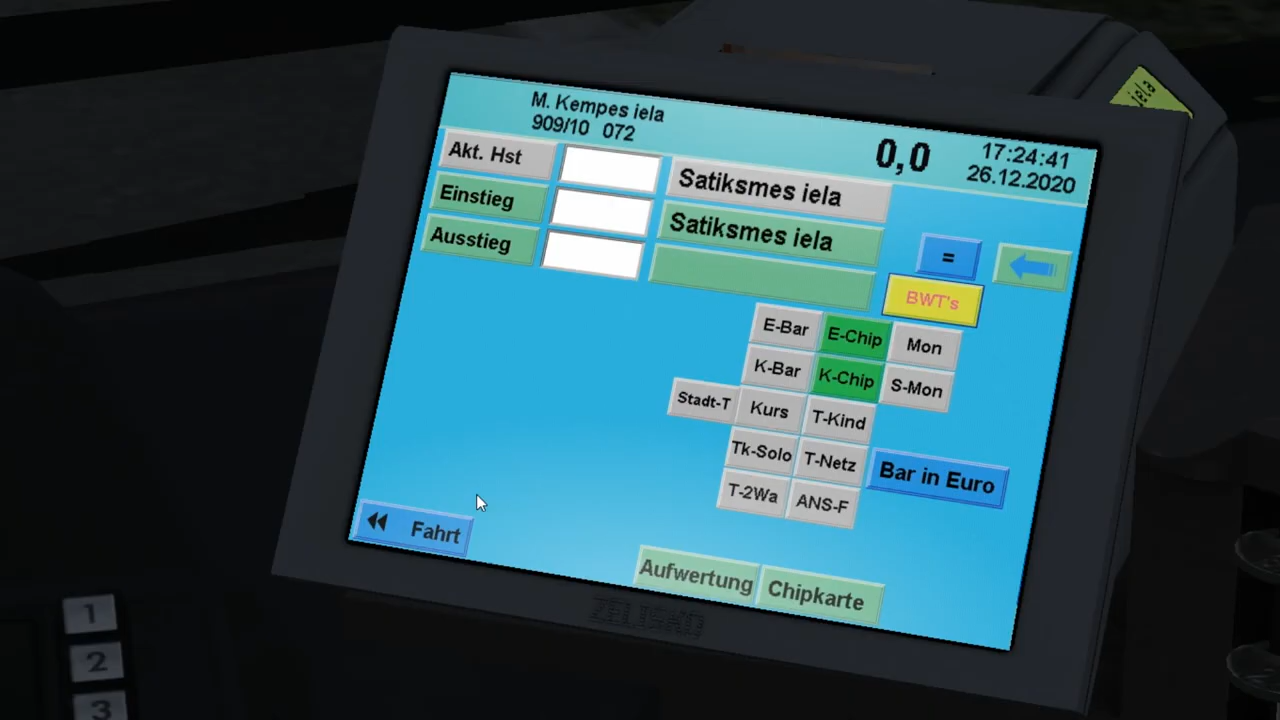 M. Kempes iela
909/10 072
0,0
17:24:41
26.12.2020
Akt. Hst
Satiksmes iela
Einstieg
Satiksmes iela
Ausstieg
=
BWT's
E-Bar E-Chip Mon
K-Bar K-Chip S-Mon
Stadt-T Kurs T-Kind
Tk-Solo T-Netz
Bar in Euro
T-2Wa ANS-F
Fahrt
Aufwertung Chipkarte
ZELISKO
1
2
3